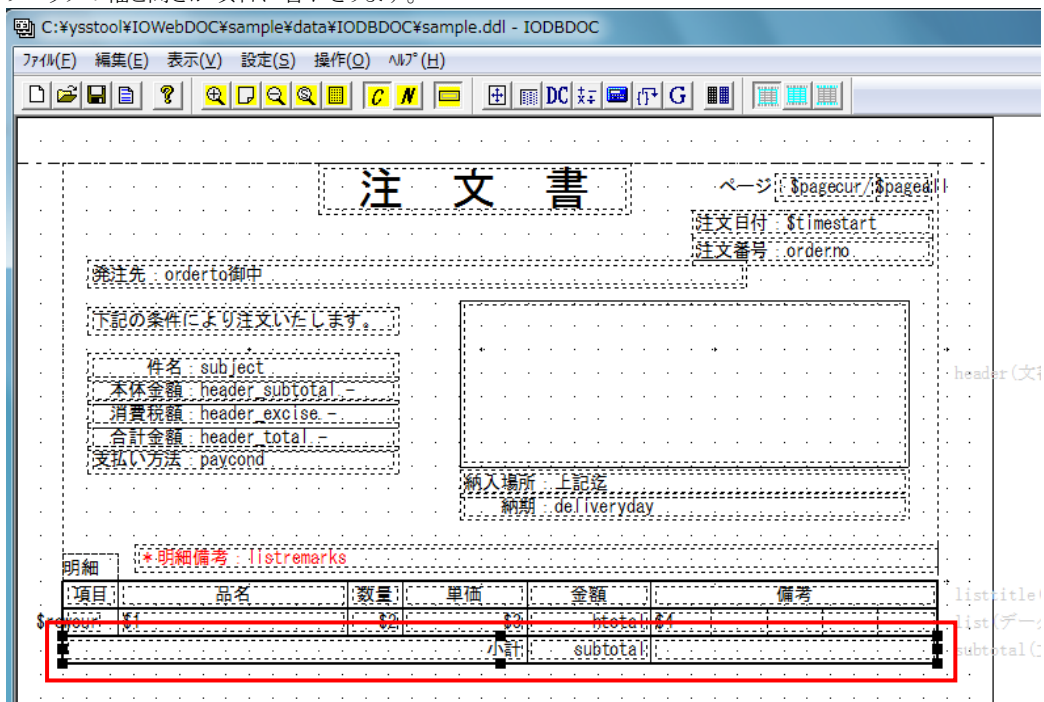 C:¥ysstool¥IOWebDOC¥sample¥data¥IODBDOC¥sample.ddl - IODBDOC
ファイル(F) 編集(E) 表示(V) 設定(S) 操作(O) ヘルプ(H)
C N DC G
注 文 書
ページ : $pagecur/$pageall
注文日付 : $timestart
注文番号 : orderno
発注先 : orderto御中
下記の条件により注文いたします。
件名 : subject
本体金額 : header_subtotal -
消費税額 : header_excise -
合計金額 : header_total -
支払い方法 : paycond
header(文
納入場所 : 上記迄
納期 : deliveryday
*明細備考 : listremarks
明細
項目 品名 数量 単価 金額 備考
listtitle(
$rowcur $1 $2 $3 btotal $4
list(デー
小計 subtotal
subtotal(